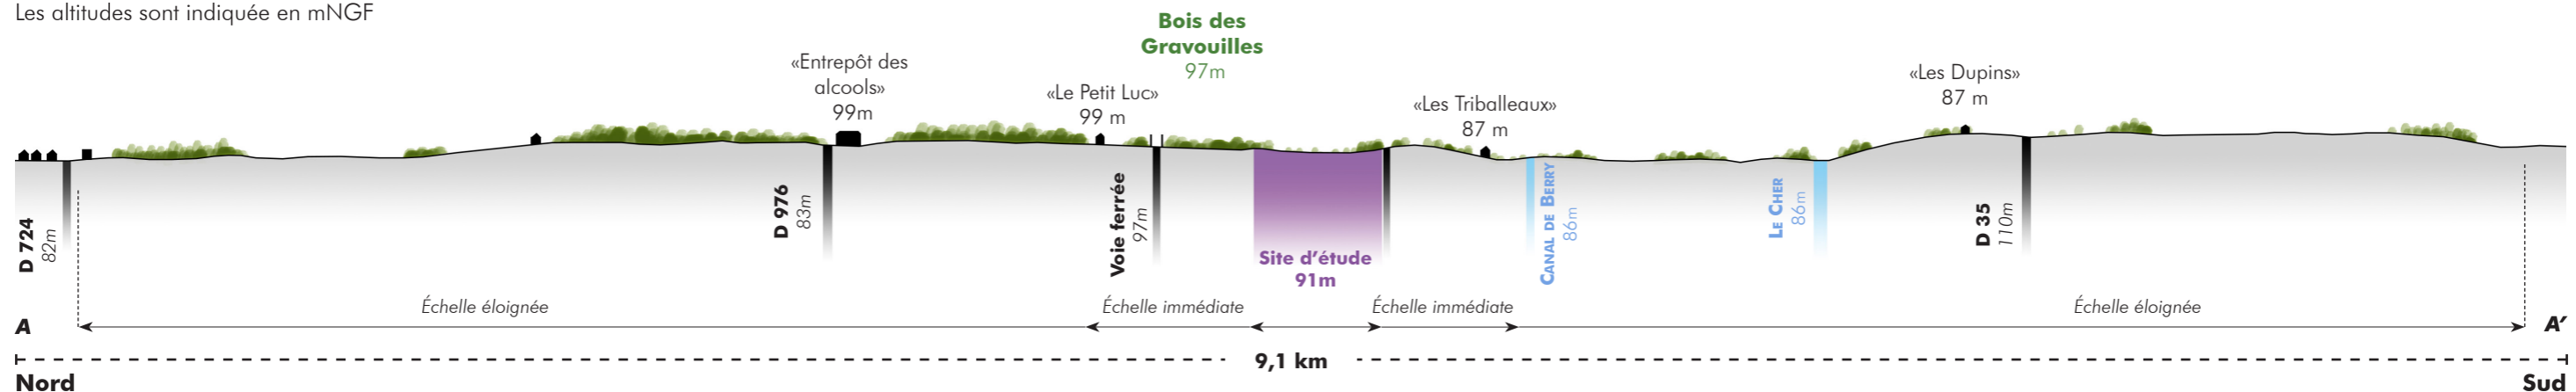 Les altitudes sont indiquée en mNGF
Bois des
Gravouilles
97m
«Entrepôt des
alcools»
99m
«Le Petit Luc»
99 m
«Les Triballeaux»
87 m
«Les Dupins»
87 m
D 724
82m
D 976
83m
Voie ferrée
97m
Site d'étude
91m
CANAL DE BERRY
86m
LE CHER
86m
D 35
110m
Échelle éloignée
Échelle immédiate
Échelle immédiate
Échelle éloignée
A
A'
9,1 km
Nord
Sud